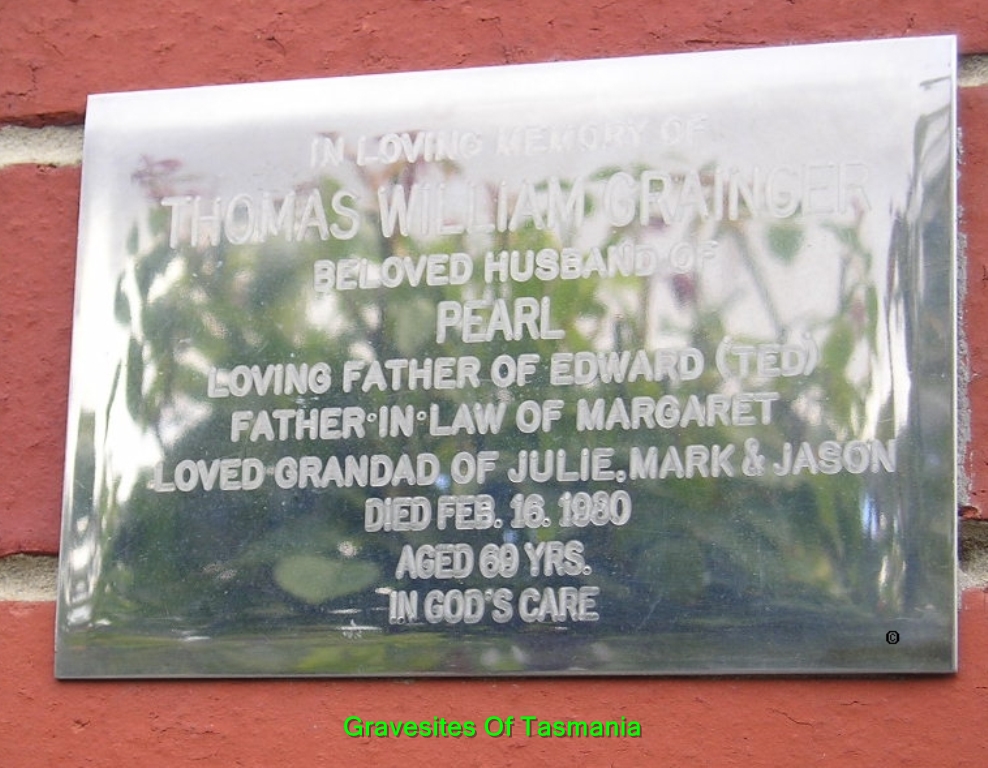 IN LOVING MEMORY OF
THOMAS WILLIAM GRAINGER
BELOVED HUSBAND OF
PEARL
LOVING FATHER OF EDWARD (TED)
FATHER-IN-LAW OF MARGARET
LOVED GRANDAD OF JULIE, MARK & JASON
DIED FEB. 16. 1980
AGED 69 YRS.
IN GOD'S CARE
©
Gravesites Of Tasmania